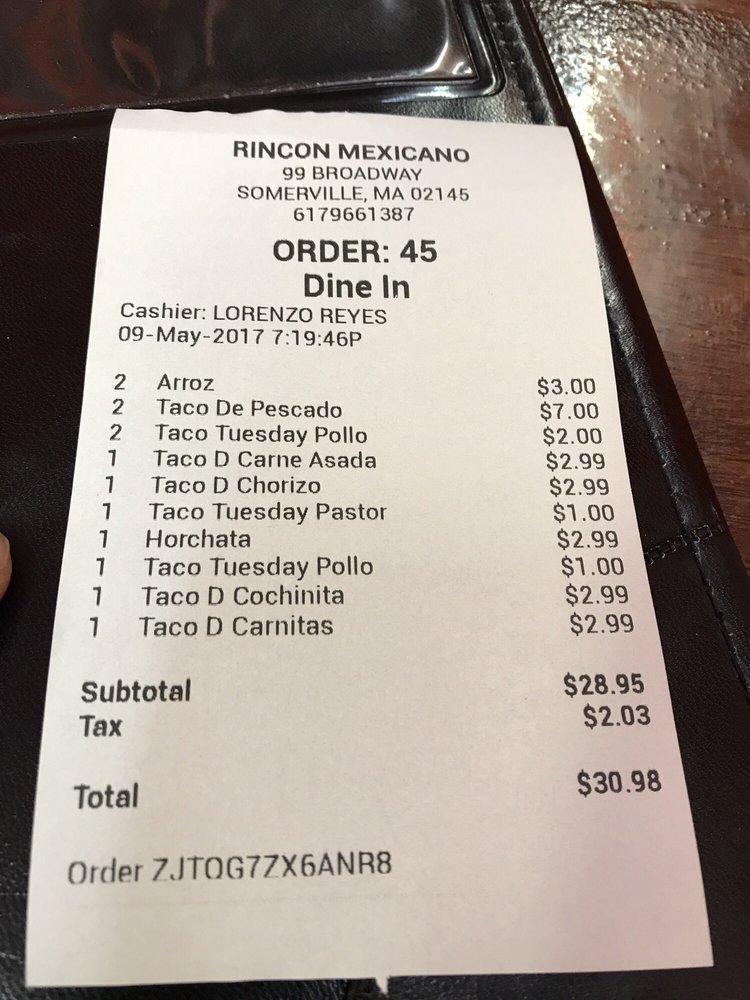 RINCON MEXICANO
99 BROADWAY
SOMERVILLE, MA 02145
6179661387
ORDER: 45
Dine In
Cashier: LORENZO REYES
09-May-2017 7:19:46P
2 Arroz $3.00
2 Taco De Pescado $7.00
2 Taco Tuesday Pollo $2.00
1 Taco D Carne Asada $2.99
1 Taco D Chorizo $2.99
1 Taco Tuesday Pastor $1.00
1 Horchata $2.99
1 Taco Tuesday Pollo $1.00
1 Taco D Cochinita $2.99
1 Taco D Carnitas $2.99
Subtotal $28.95
Tax $2.03
Total $30.98
Order ZJTQG7ZX6ANR8